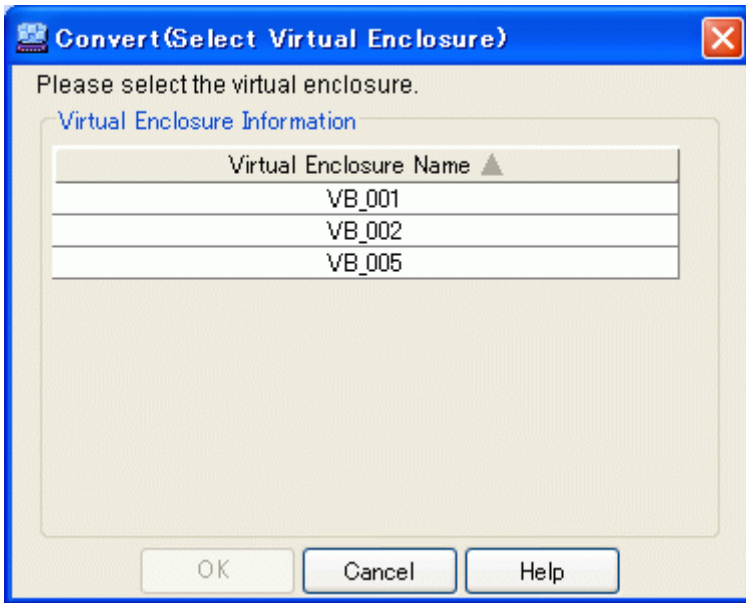 Convert(Select Virtual Enclosure)
Please select the virtual enclosure.
Virtual Enclosure Information
Virtual Enclosure Name
VB_001
VB_002
VB_005
OK Cancel Help